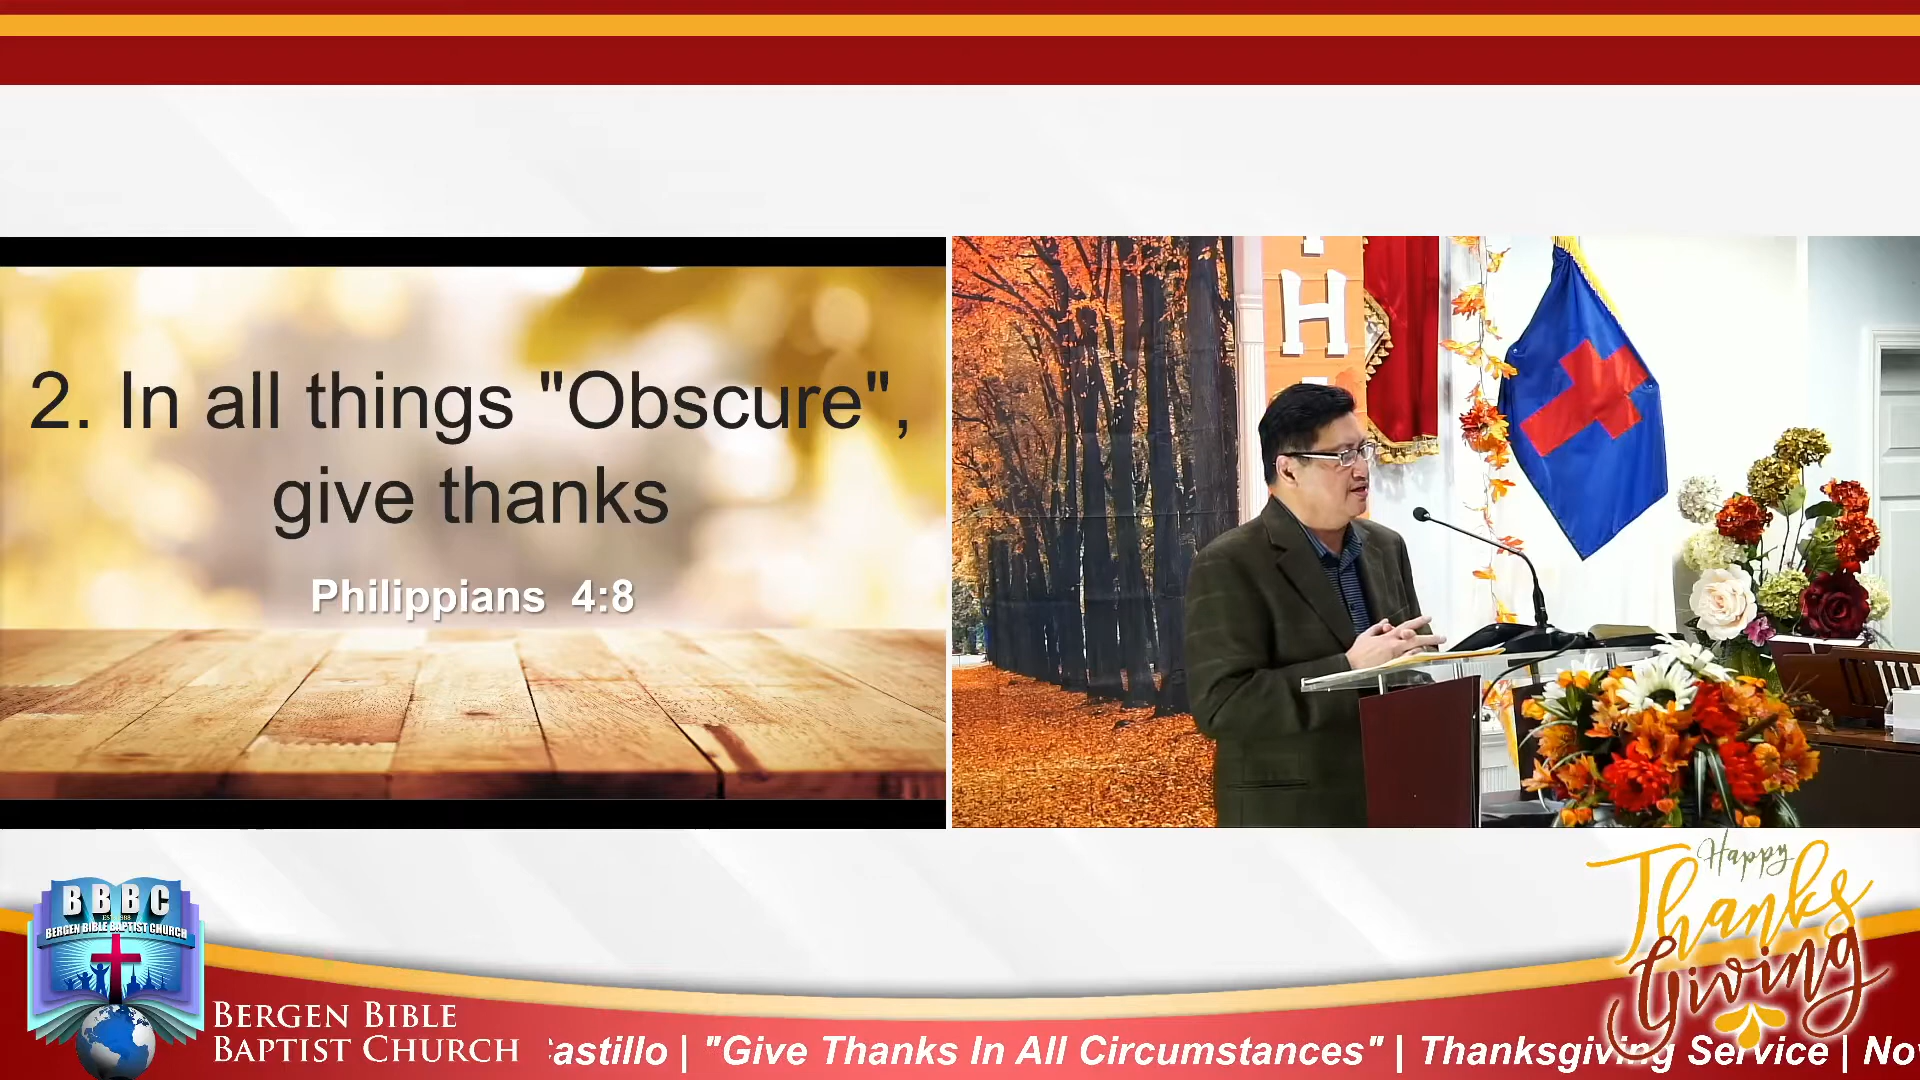 2. In all things "Obscure",
give thanks
Philippians 4:8
H
B B B C
BERGEN BIBLE BAPTIST CHURCH
BERGEN BIBLE
BAPTIST CHURCH
astillo | "Give Thanks In All Circumstances" | Thanksgiving Service | No
Happy
Thanks
Giving